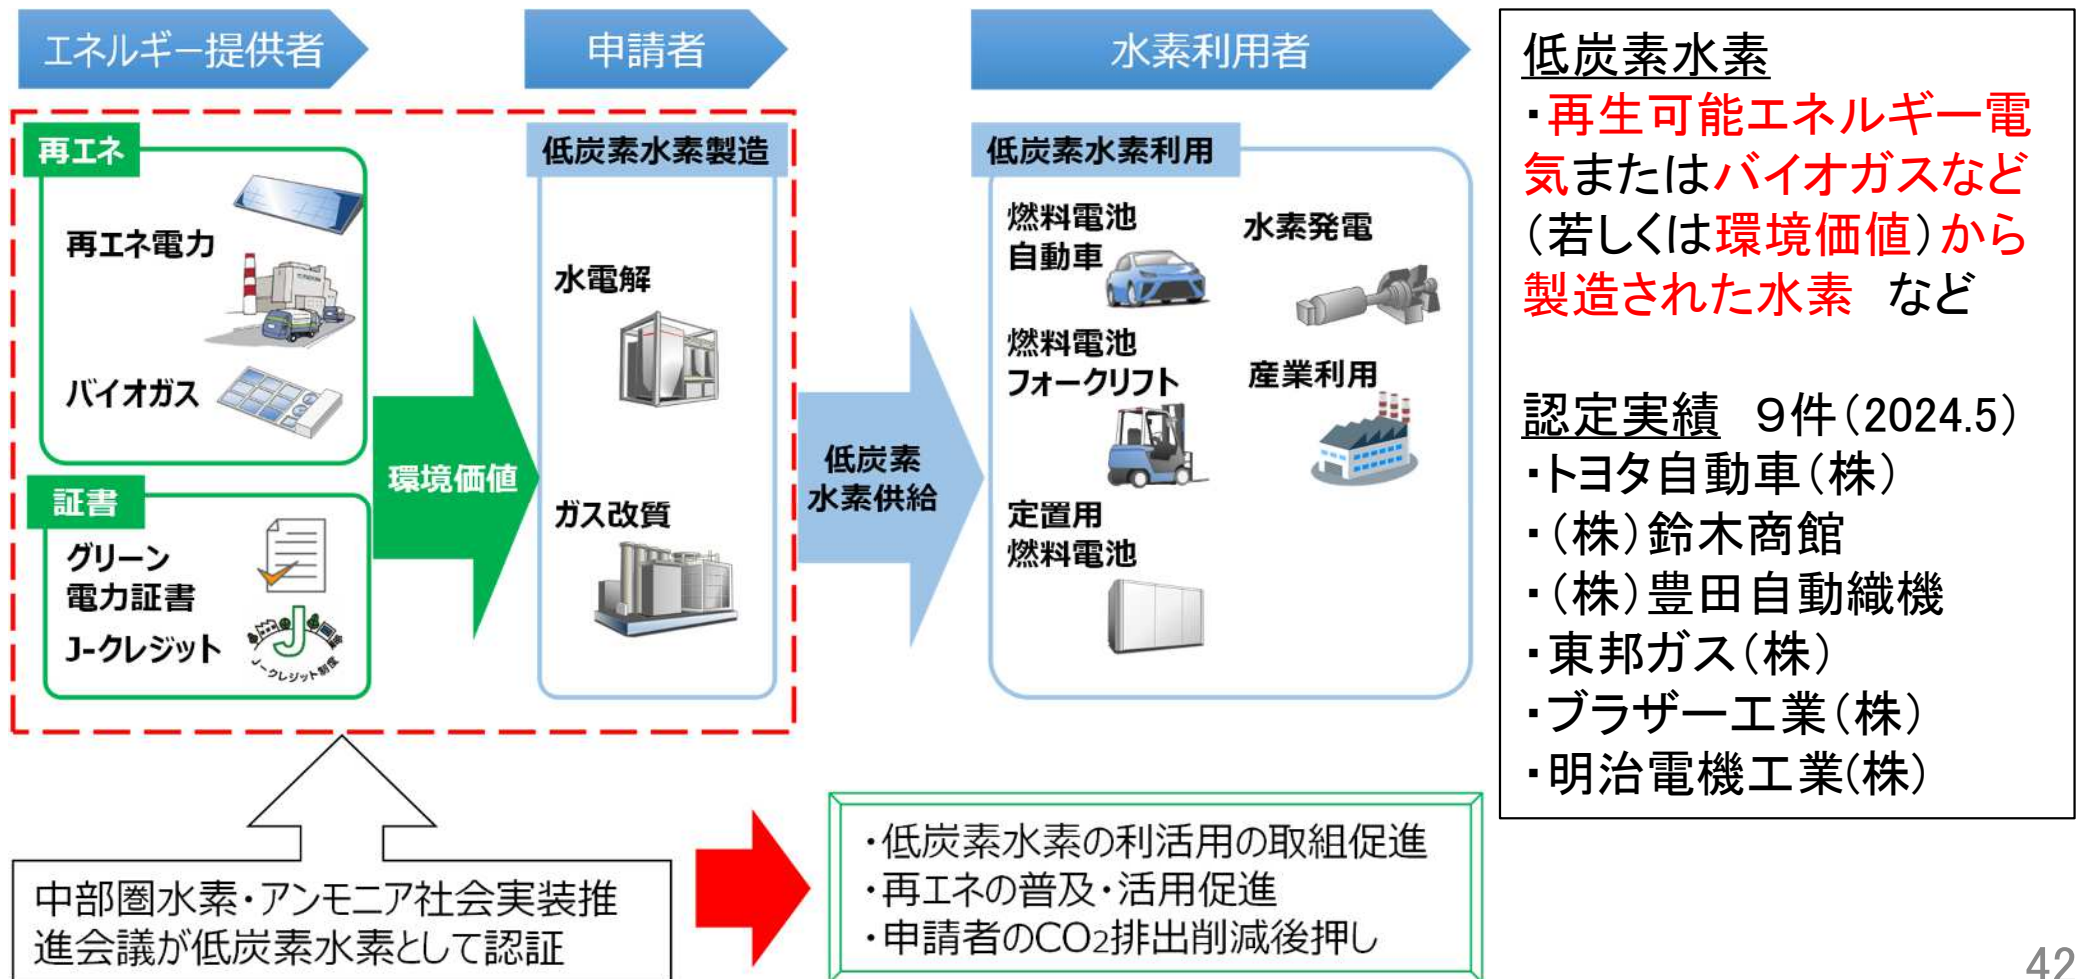 エネルギー提供者
申請者
水素利用者
再エネ
再エネ電力
バイオガス
証書
グリーン
電力証書
J-クレジット
J-クレジット制度
環境価値
低炭素水素製造
水電解
ガス改質
低炭素
水素供給
低炭素水素利用
燃料電池
自動車
水素発電
燃料電池
フォークリフト
産業利用
定置用
燃料電池
中部圏水素・アンモニア社会実装推
進会議が低炭素水素として認証
・低炭素水素の利活用の取組促進
・再エネの普及・活用促進
・申請者のCO₂排出削減後押し
低炭素水素
・再生可能エネルギー電
気またはバイオガスなど
（若しくは環境価値）から
製造された水素　など
認定実績　９件（2024.5）
・トヨタ自動車（株）
・（株）鈴木商館
・（株）豊田自動織機
・東邦ガス（株）
・ブラザー工業（株）
・明治電機工業(株）
42